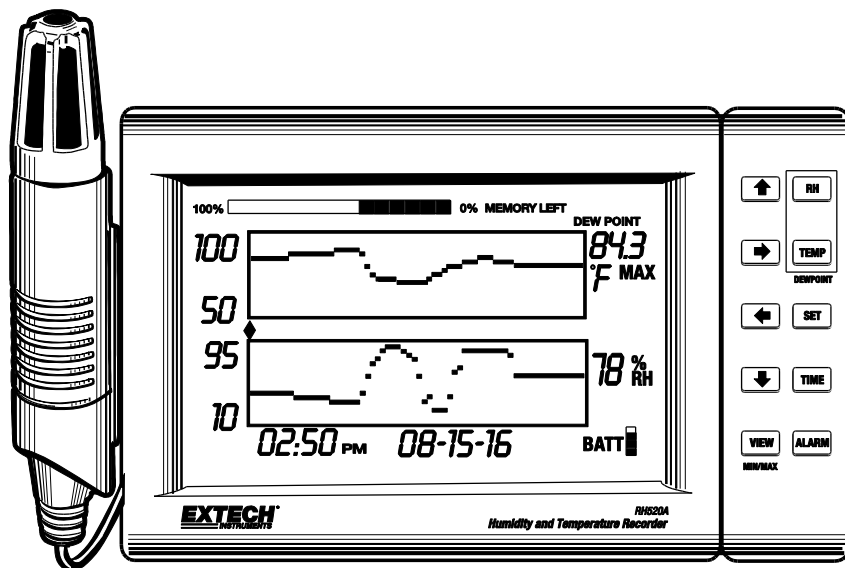 100% 0% MEMORY LEFT
DEW POINT
100 84.3
°F MAX
50
95 78 % RH
10
02:50 PM 08-15-16 BATT
EXTECH
INSTRUMENTS
RH520A
Humidity and Temperature Recorder
RH
TEMP
DEWPOINT
SET
TIME
VIEW ALARM
MIN/MAX